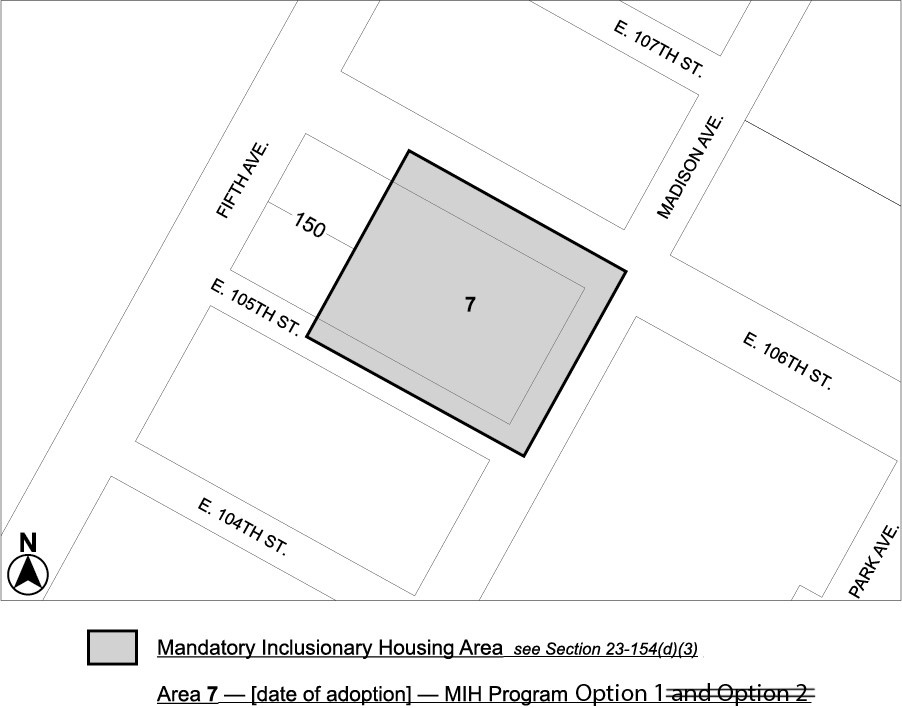 E. 107TH ST.
MADISON AVE.
FIFTH AVE.
150
7
E. 105TH ST.
E. 106TH ST.
E. 104TH ST.
PARK AVE.
N
Mandatory Inclusionary Housing Area see Section 23-154(d)(3)
Area 7 — [date of adoption] — MIH Program Option 1 and Option 2